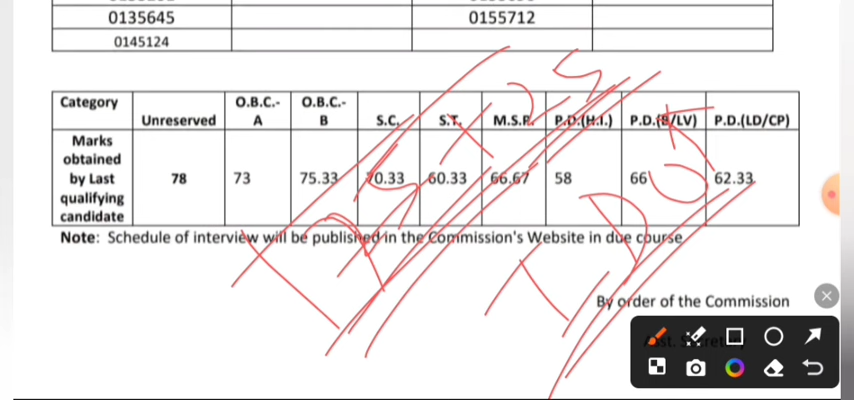 0135645 0155712
0145124
Category Unreserved O.B.C.-A O.B.C.-B S.C. S.T. M.S.P. P.D.(H.I.) P.D.(B/LV) P.D.(LD/CP)
Marks obtained by Last qualifying candidate 78 73 75.33 70.33 60.33 66.67 58 66 62.33
Note: Schedule of interview will be published in the Commission's Website in due course
By order of the Commission